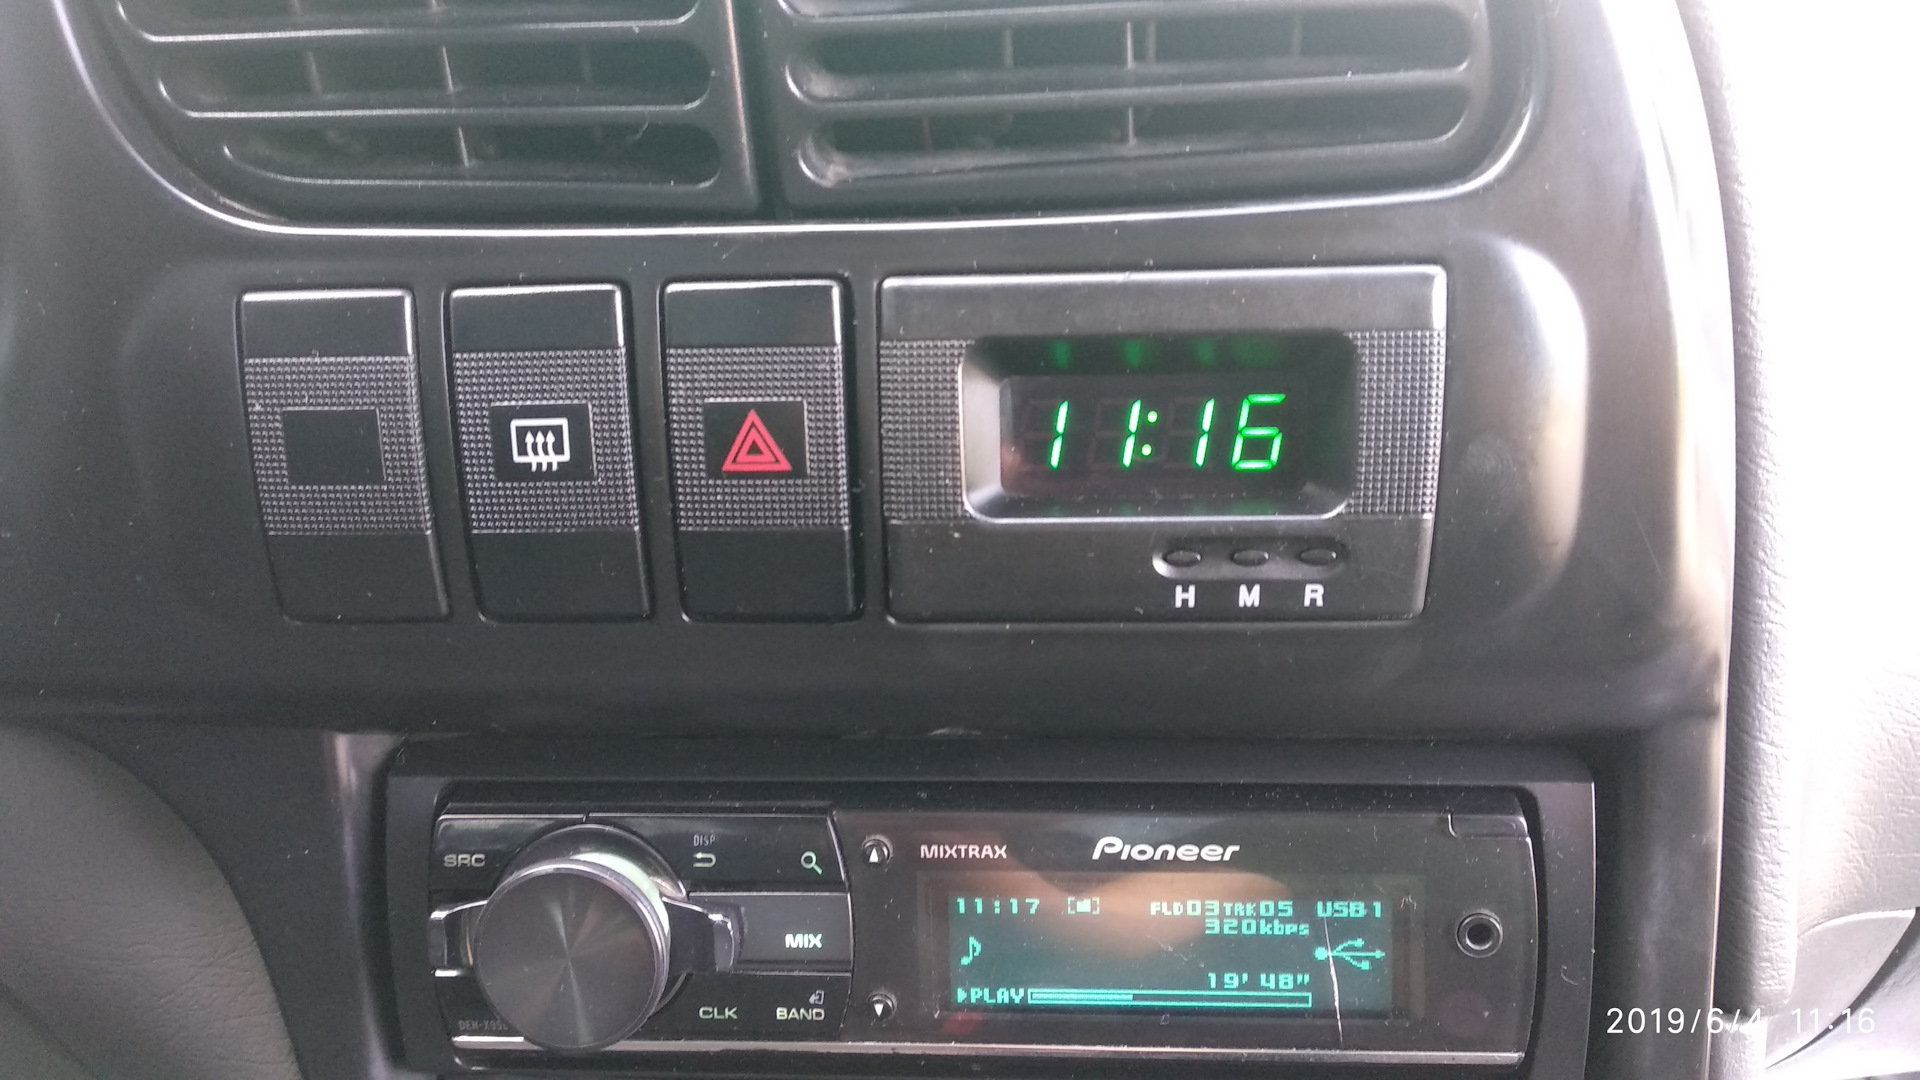 11:16
H M R
DISP
SRC
MIXTRAX
Pioneer
11:17 FLD03TRK05 USB1
320kbps
MIX
19' 48"
PLAY
CLK BAND
2019/6/4 11:16